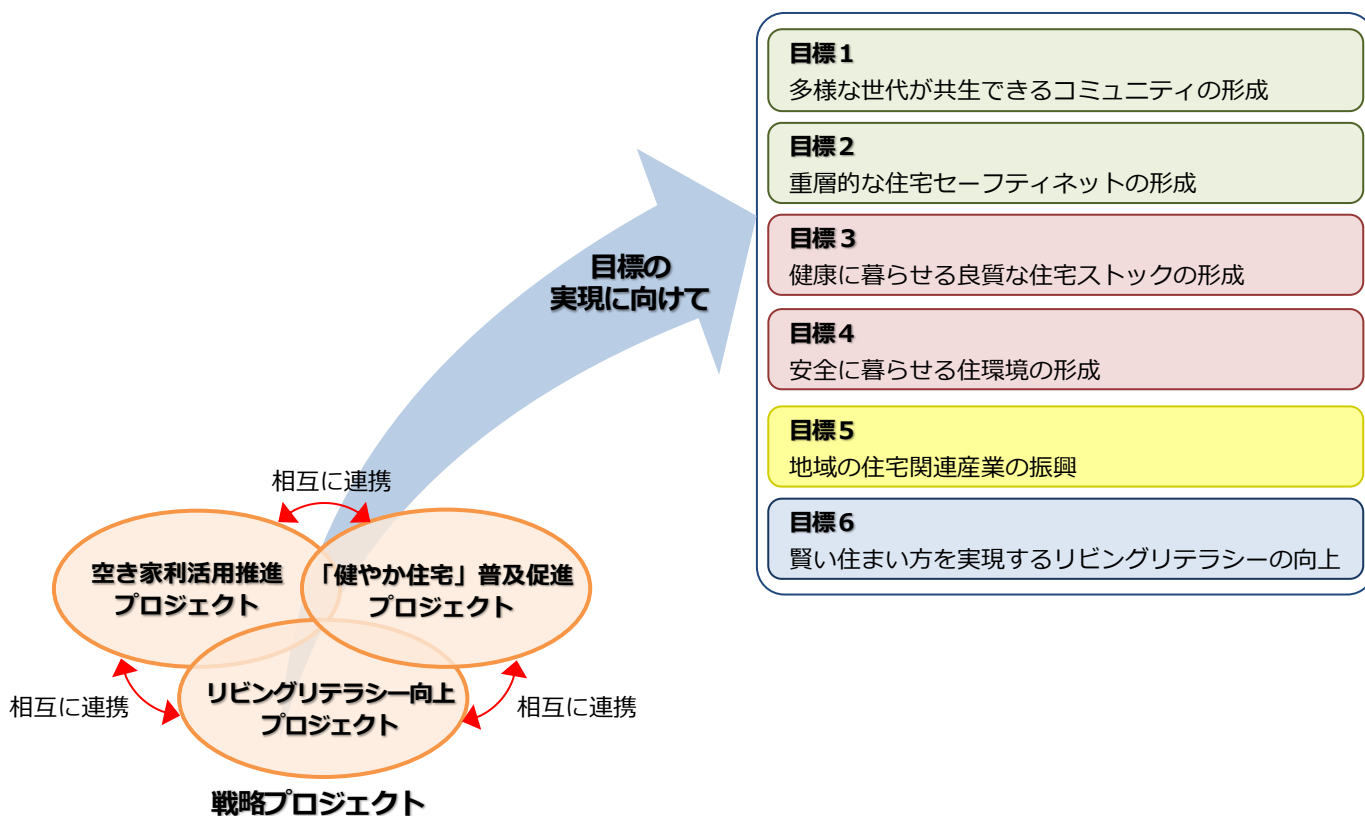 目標1
多様な世代が共生できるコミュニティの形成
目標2
重層的な住宅セーフティネットの形成
目標3
健康に暮らせる良質な住宅ストックの形成
目標4
安全に暮らせる住環境の形成
目標5
地域の住宅関連産業の振興
目標6
賢い住まい方を実現するリビングリテラシーの向上
目標の
実現に向けて
相互に連携
空き家利活用推進
プロジェクト
「健やか住宅」普及促進
プロジェクト
相互に連携
リビングリテラシー向上
プロジェクト
相互に連携
戦略プロジェクト